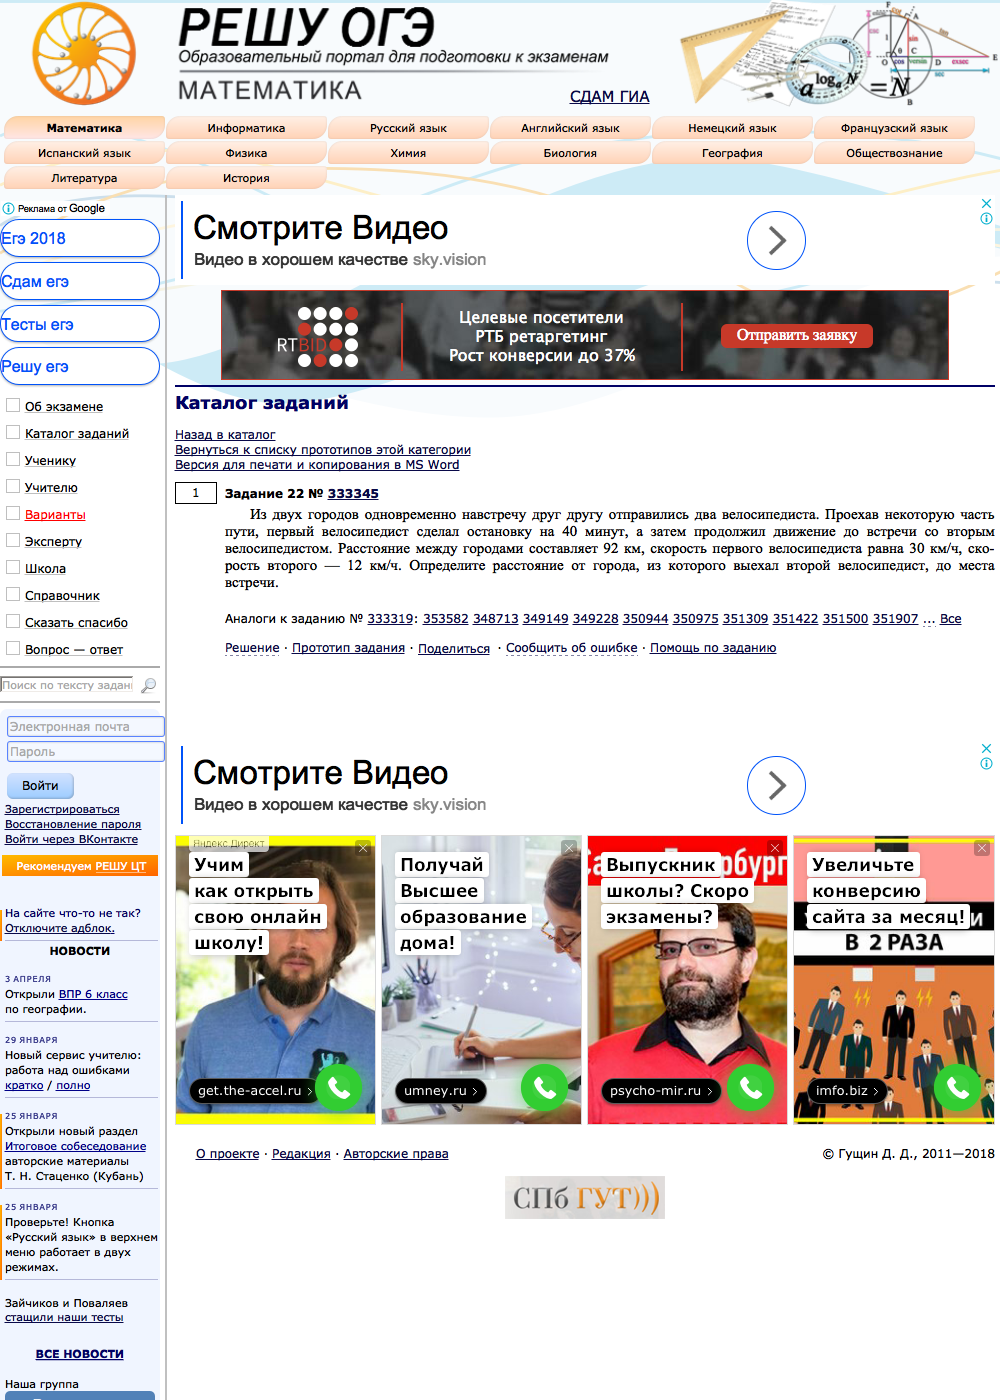 РЕШУ ОГЭ
Образовательный портал для подготовки к экзаменам
МАТЕМАТИКА
СДАМ ГИА
Математика
Информатика
Русский язык
Английский язык
Немецкий язык
Французский язык
Испанский язык
Физика
Химия
Биология
География
Обществознание
Литература
История
Реклама от Google
Егэ 2018
Сдам егэ
Тесты егэ
Решу егэ
Об экзамене
Каталог заданий
Ученику
Учителю
Варианты
Эксперту
Школа
Справочник
Сказать спасибо
Вопрос — ответ
Поиск по тексту задани
Электронная почта
Пароль
Войти
Зарегистрироваться
Восстановление пароля
Войти через ВКонтакте
Рекомендуем РЕШУ ЦТ
На сайте что-то не так?
Отключите адблок.
НОВОСТИ
3 АПРЕЛЯ
Открыли ВПР 6 класс
по географии.
29 ЯНВАРЯ
Новый сервис учителю:
работа над ошибками
кратко / полно
25 ЯНВАРЯ
Открыли новый раздел
Итоговое собеседование
авторские материалы
Т. Н. Стаценко (Кубань)
25 ЯНВАРЯ
Проверьте! Кнопка
«Русский язык» в верхнем
меню работает в двух
режимах.
Зайчиков и Поваляев
стащили наши тесты
ВСЕ НОВОСТИ
Наша группа
Смотрите Видео
Видео в хорошем качестве sky.vision
RTBID
Целевые посетители
РТБ ретаргетинг
Рост конверсии до 37%
Отправить заявку
Каталог заданий
Назад в каталог
Вернуться к списку прототипов этой категории
Версия для печати и копирования в MS Word
1
Задание 22 № 333345
Из двух городов одновременно навстречу друг другу отправились два велосипедиста. Проехав некоторую часть
пути, первый велосипедист сделал остановку на 40 минут, а затем продолжил движение до встречи со вторым
велосипедистом. Расстояние между городами составляет 92 км, скорость первого велосипедиста равна 30 км/ч, ско-
рость второго — 12 км/ч. Определите расстояние от города, из которого выехал второй велосипедист, до места
встречи.
Аналоги к заданию № 333319: 353582 348713 349149 349228 350944 350975 351309 351422 351500 351907 ... Все
Решение · Прототип задания · Поделиться · Сообщить об ошибке · Помощь по заданию
Смотрите Видео
Видео в хорошем качестве sky.vision
Яндекс.Директ
Учим
как открыть
свою онлайн
школу!
get.the-accel.ru
Получай
Высшее
образование
дома!
umney.ru
Выпускник
школы? Скоро
экзамены?
psycho-mir.ru
Увеличьте
конверсию
сайта за месяц!
В 2 РАЗА
imfo.biz
О проекте · Редакция · Авторские права
© Гущин Д. Д., 2011—2018
СПб ГУТ)))